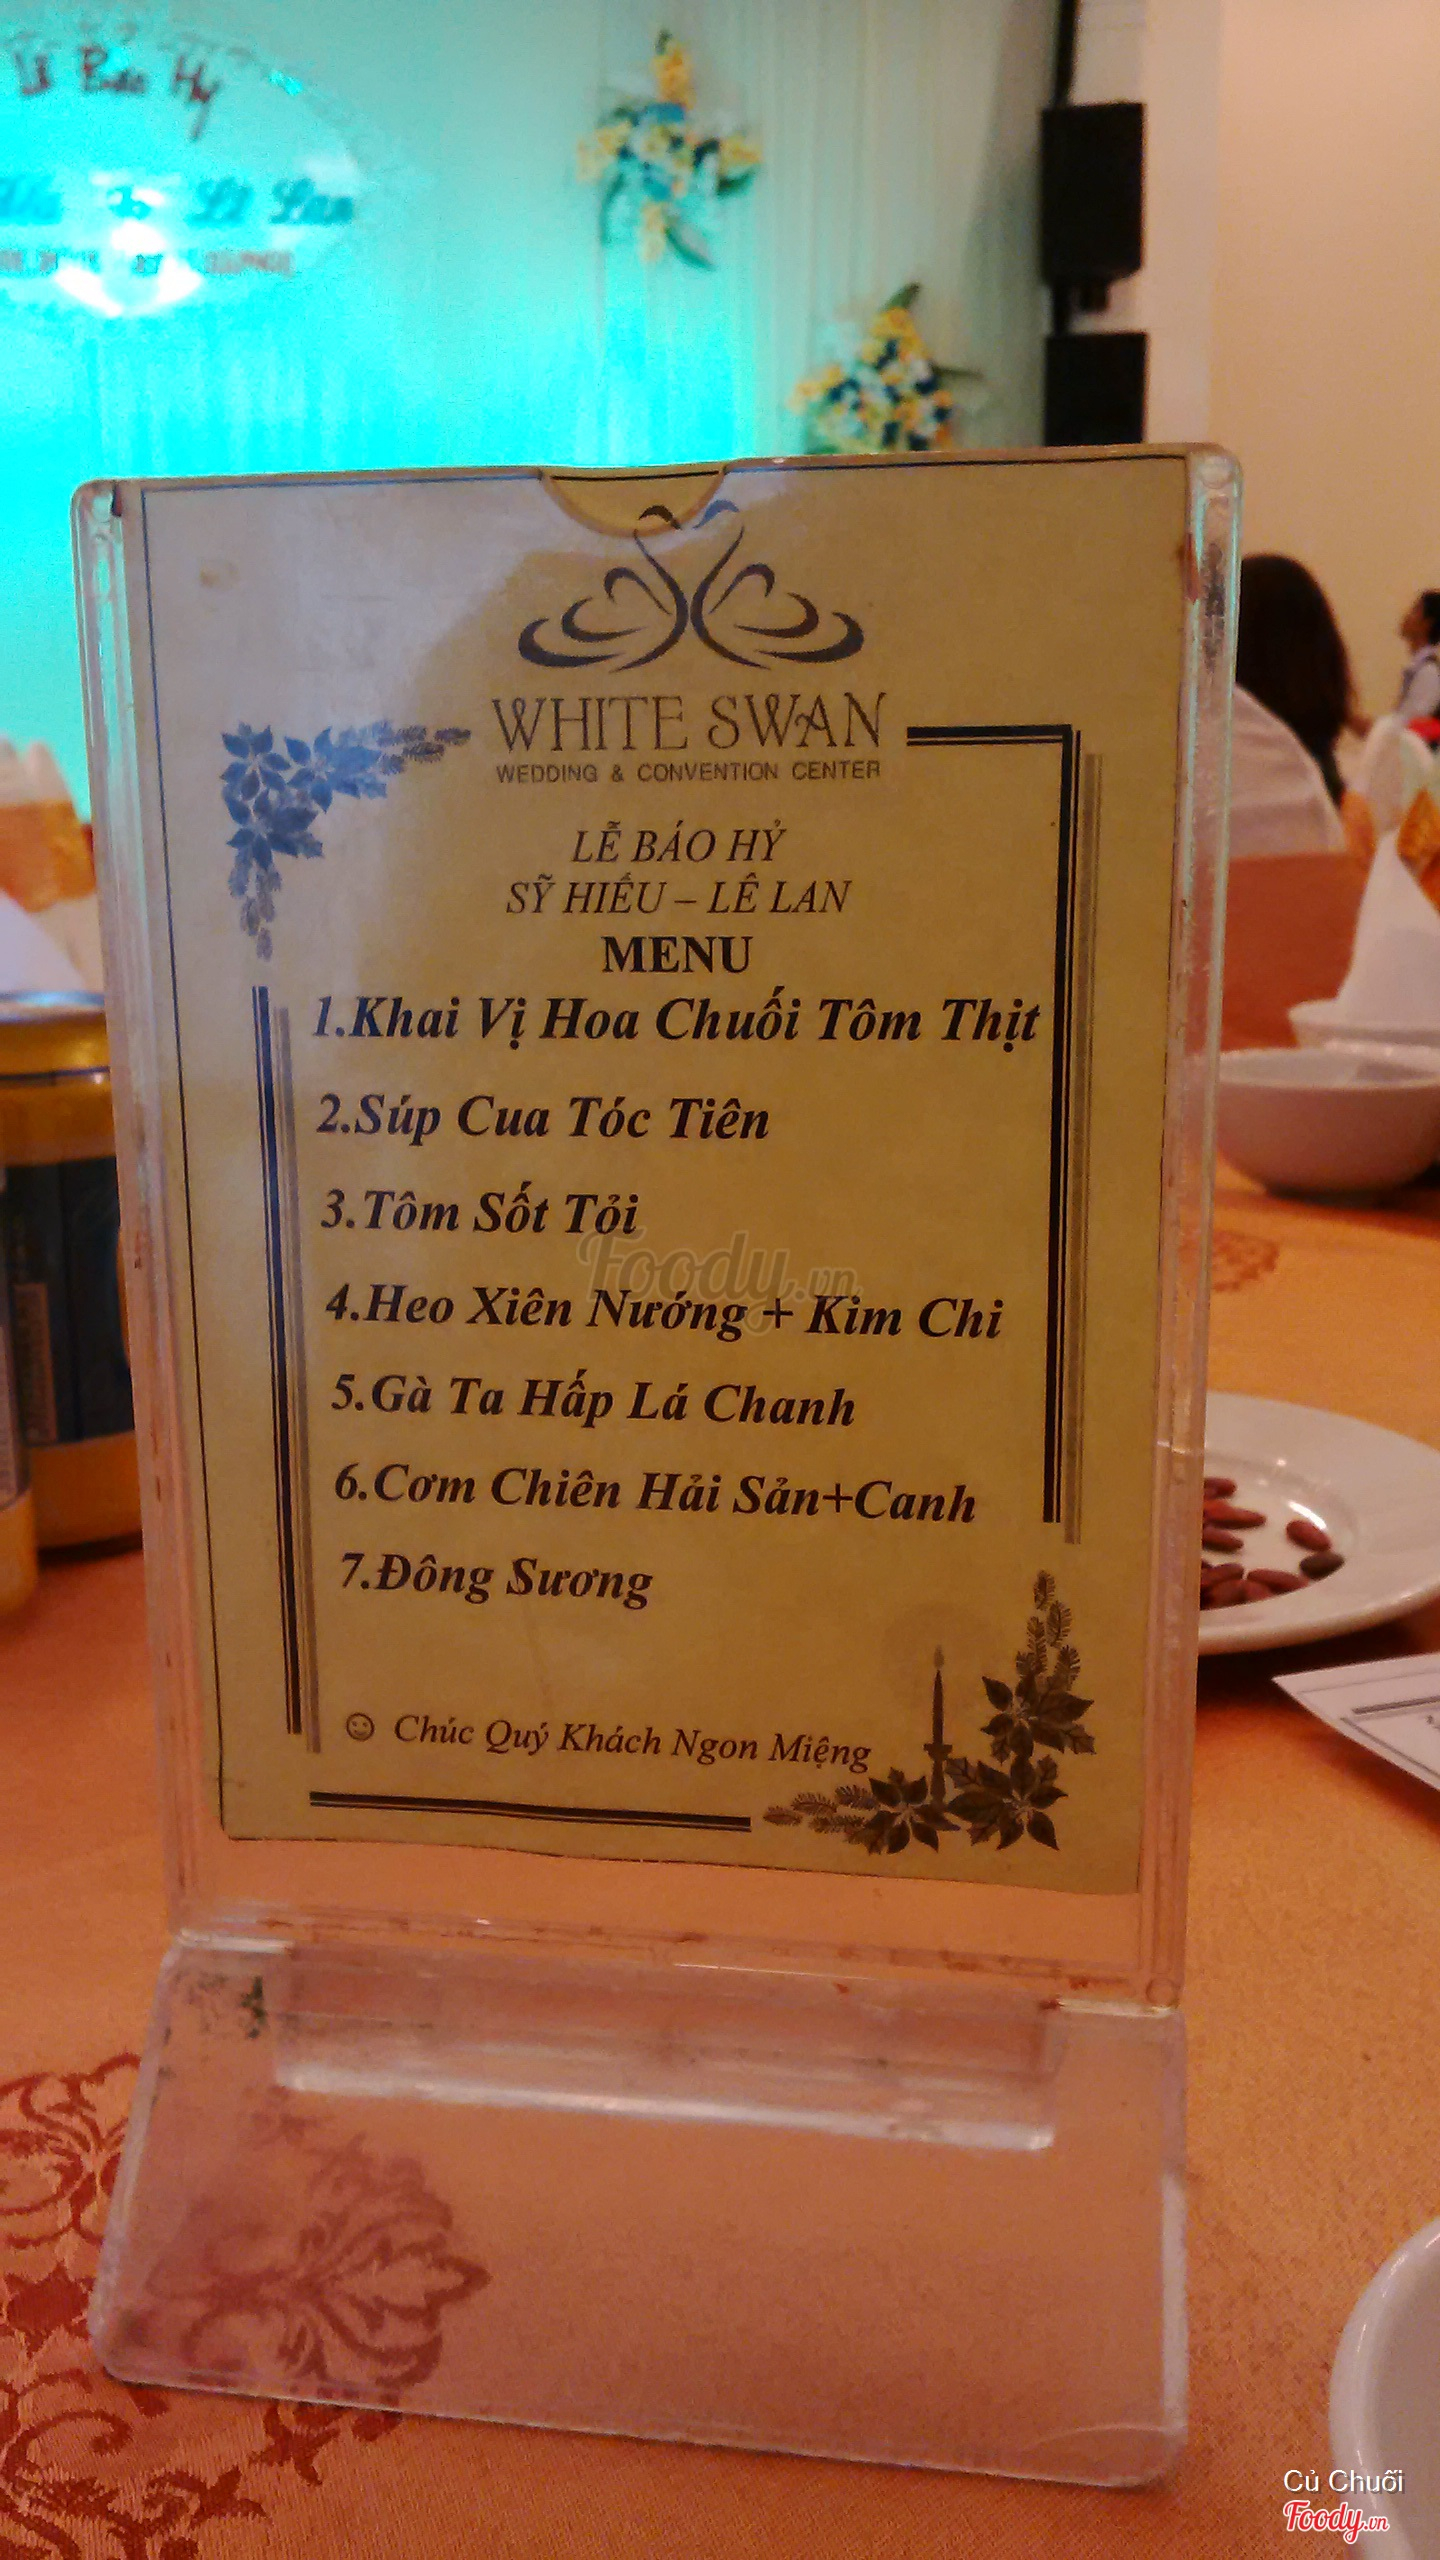 WHITE SWAN
WEDDING & CONVENTION CENTER
LỄ BÁO HỶ
SỸ HIẾU – LÊ LAN
MENU
1.Khai Vị Hoa Chuối Tôm Thịt
2.Súp Cua Tóc Tiên
3.Tôm Sốt Tỏi
4.Heo Xiên Nướng + Kim Chi
5.Gà Ta Hấp Lá Chanh
6.Cơm Chiên Hải Sản+Canh
7.Đông Sương
☺ Chúc Quý Khách Ngon Miệng
Foody.vn
Củ Chuối
Foody.vn